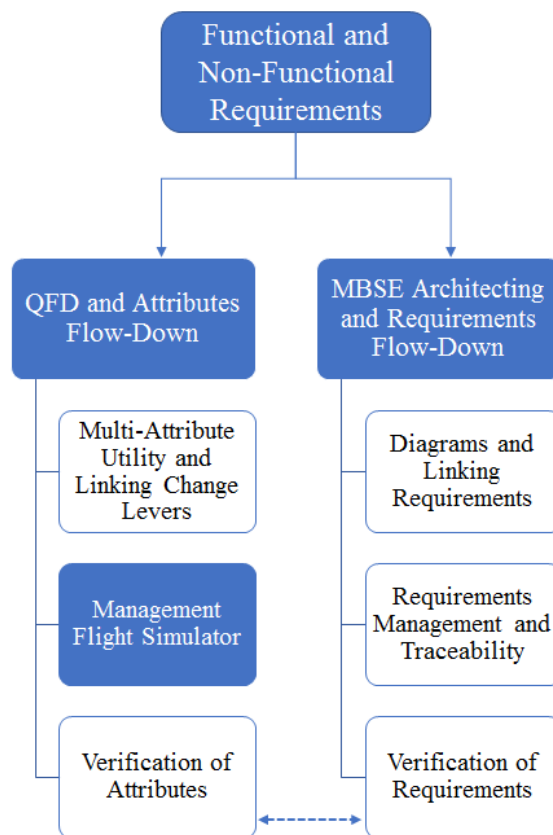 Functional and
Non-Functional
Requirements
QFD and Attributes
Flow-Down
MBSE Architecting
and Requirements
Flow-Down
Multi-Attribute
Utility and
Linking Change
Levers
Diagrams and
Linking
Requirements
Management
Flight Simulator
Requirements
Management and
Traceability
Verification of
Attributes
Verification of
Requirements